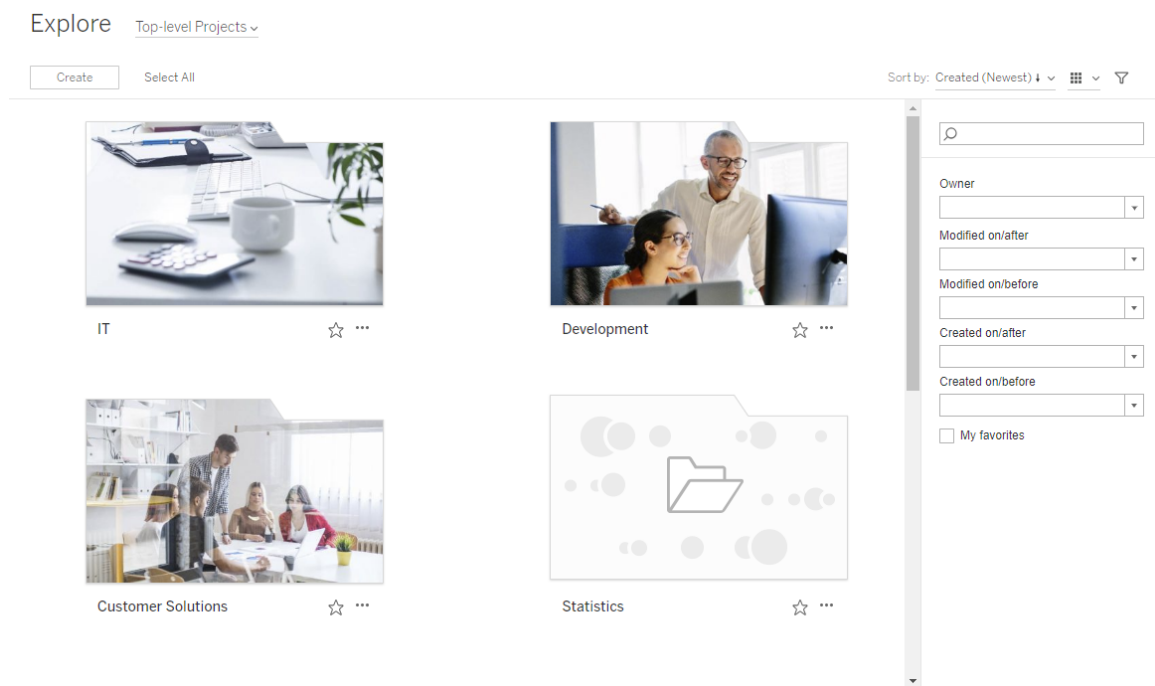 Explore
Top-level Projects
Create
Select All
Sort by: Created (Newest)
IT
Development
Customer Solutions
Statistics
Owner
Modified on/after
Modified on/before
Created on/after
Created on/before
My favorites